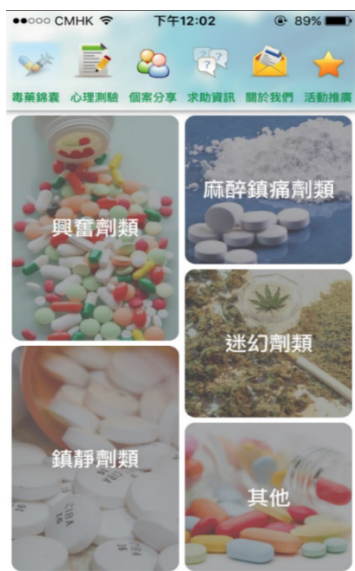 CMHK 下午12:02 89%
毒藥錦囊 心理測驗 個案分享 求助資訊 關於我們 活動推廣
興奮劑類
麻醉鎮痛劑類
迷幻劑類
鎮靜劑類
其他
CIBA